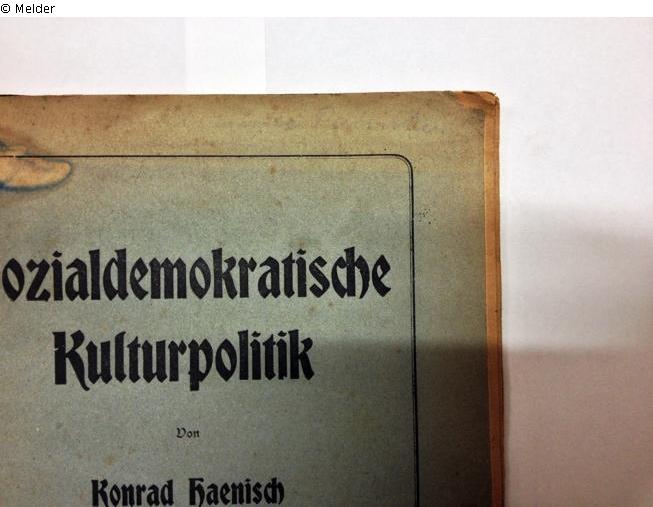 © Melder
ozialdemokratische
Kulturpolitik
Von
Konrad Haenisch